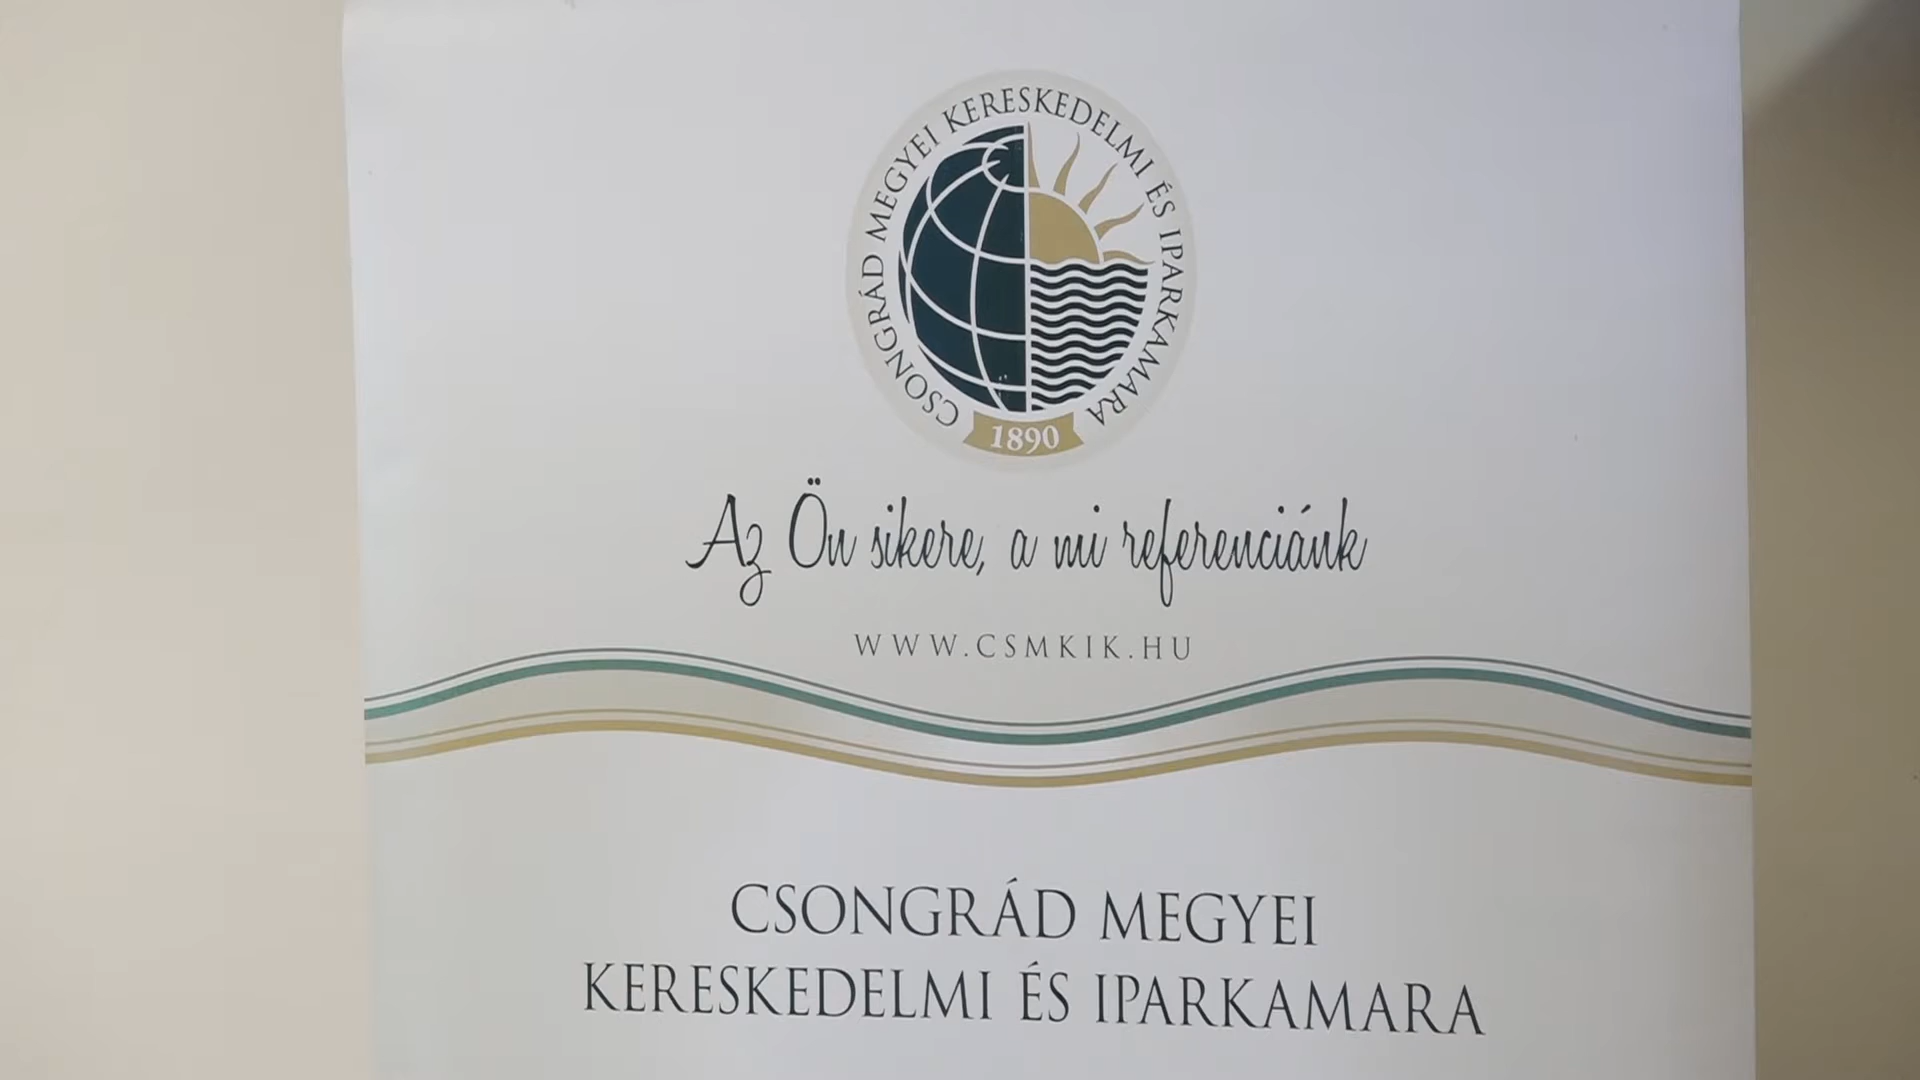 CSONGRÁD MEGYEI KERESKEDELMI ÉS IPARKAMARA
1890
Az Ön sikere, a mi referenciánk
WWW.CSMKIK.HU
CSONGRÁD MEGYEI
KERESKEDELMI ÉS IPARKAMARA